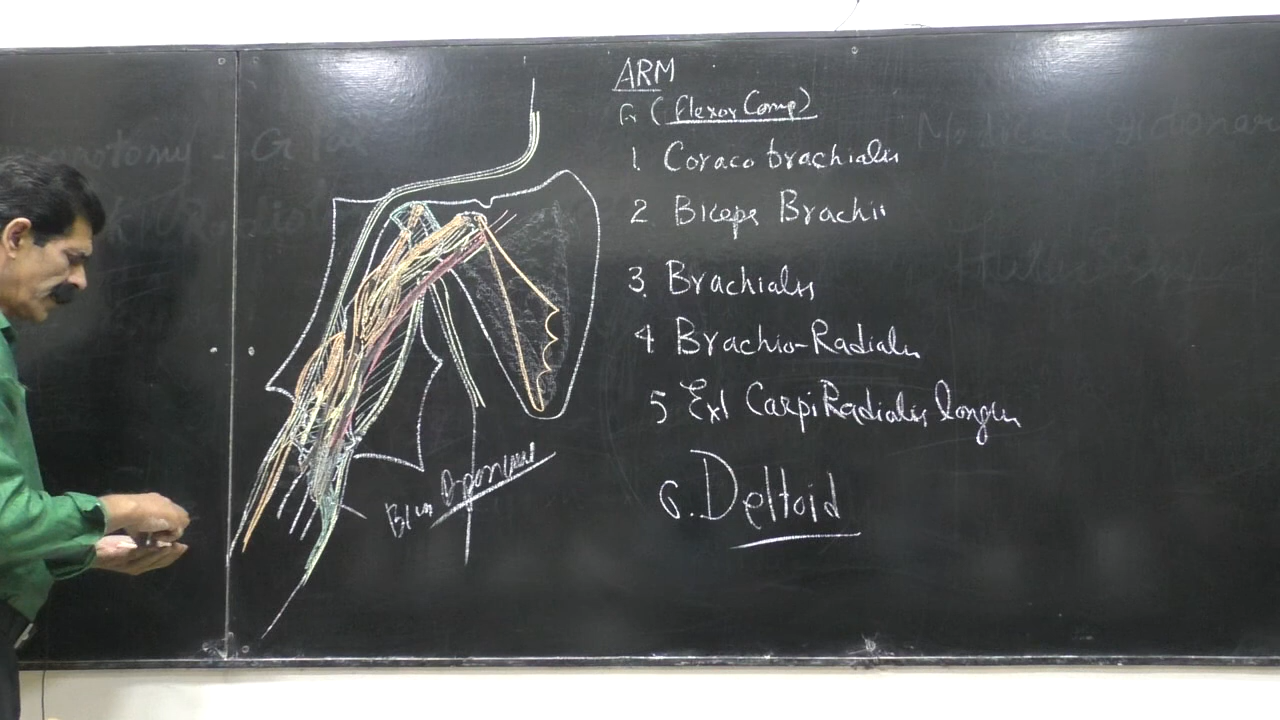 ARM
(flexor Comp)
1. Coraco brachialis
2 Biceps Brachii
3. Brachialis
4 Brachio-Radialis
5 Ext Carpi Radialis longus
6. Deltoid